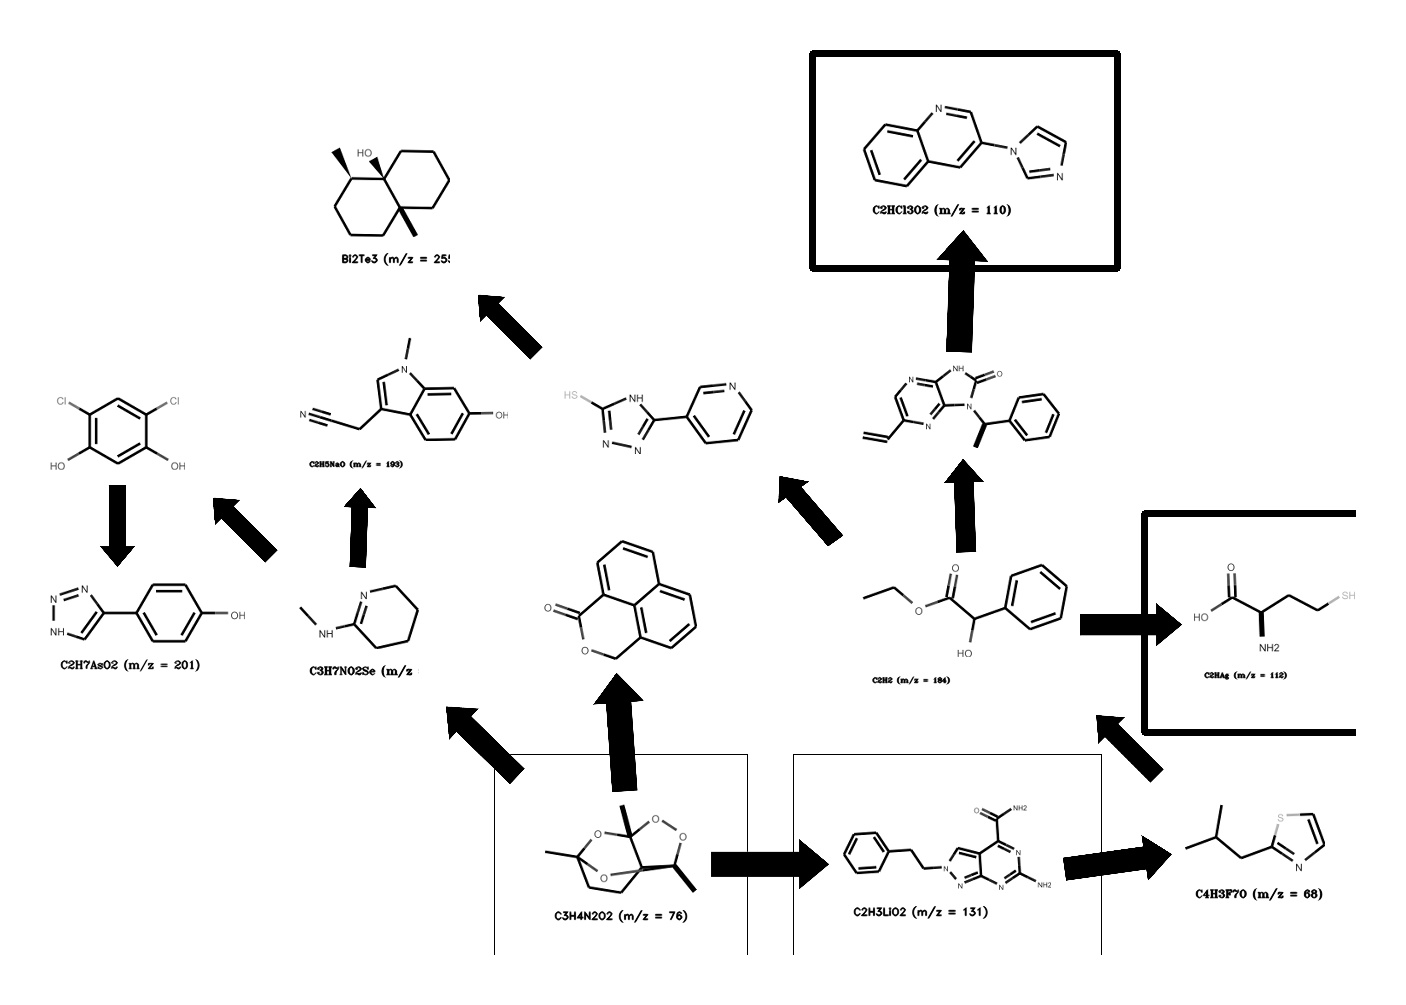 N
N
N
C2HCl3O2 (m/z = 110)
HO
Bi2Te3 (m/z = 255
NH
N
O
N
N
N
N
Cl
Cl
HO
OH
N
OH
C2H5NaO (m/z = 193)
HS
NH
N
N
N
N
N
N
NH
OH
C2H7AsO2 (m/z = 201)
N
NH
C3H7NO2Se (m/z
O
O
O
O
HO
C2H2 (m/z = 184)
O
HO
SH
NH2
C2HAg (m/z = 112)
O
O
O
O
C3H4N2O2 (m/z = 76)
O
NH2
N
N
N
N
NH2
C2H3LiO2 (m/z = 131)
S
N
C4H3F7O (m/z = 68)